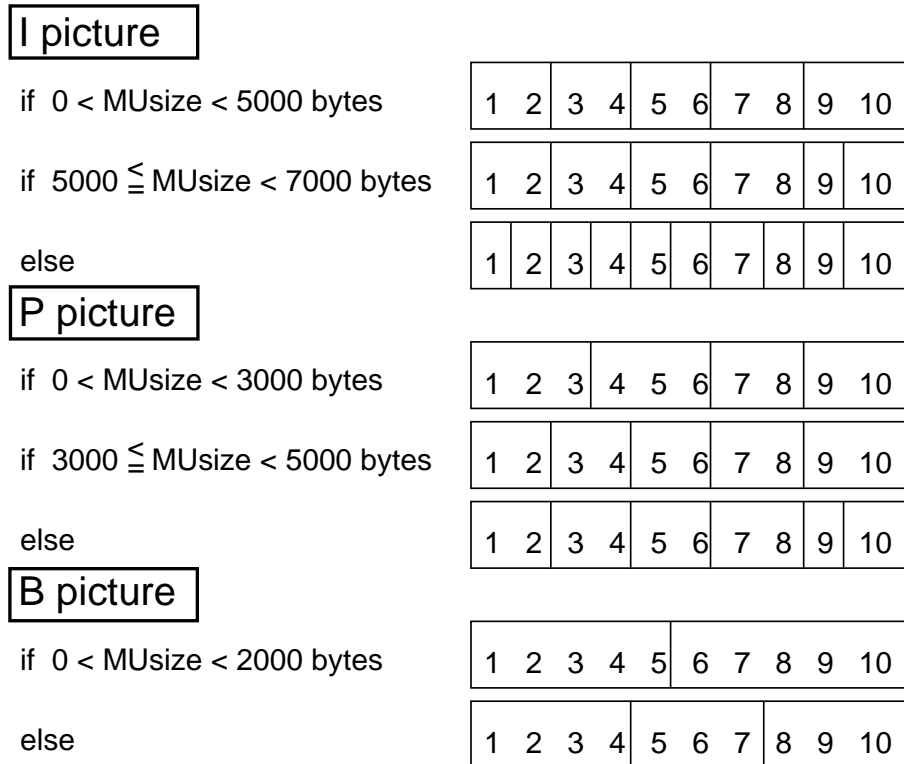 I picture
if 0 < MUsize < 5000 bytes 1 2 3 4 5 6 7 8 9 10
if 5000 ≦ MUsize < 7000 bytes 1 2 3 4 5 6 7 8 9 10
else 1 2 3 4 5 6 7 8 9 10
P picture
if 0 < MUsize < 3000 bytes 1 2 3 4 5 6 7 8 9 10
if 3000 ≦ MUsize < 5000 bytes 1 2 3 4 5 6 7 8 9 10
else 1 2 3 4 5 6 7 8 9 10
B picture
if 0 < MUsize < 2000 bytes 1 2 3 4 5 6 7 8 9 10
else 1 2 3 4 5 6 7 8 9 10